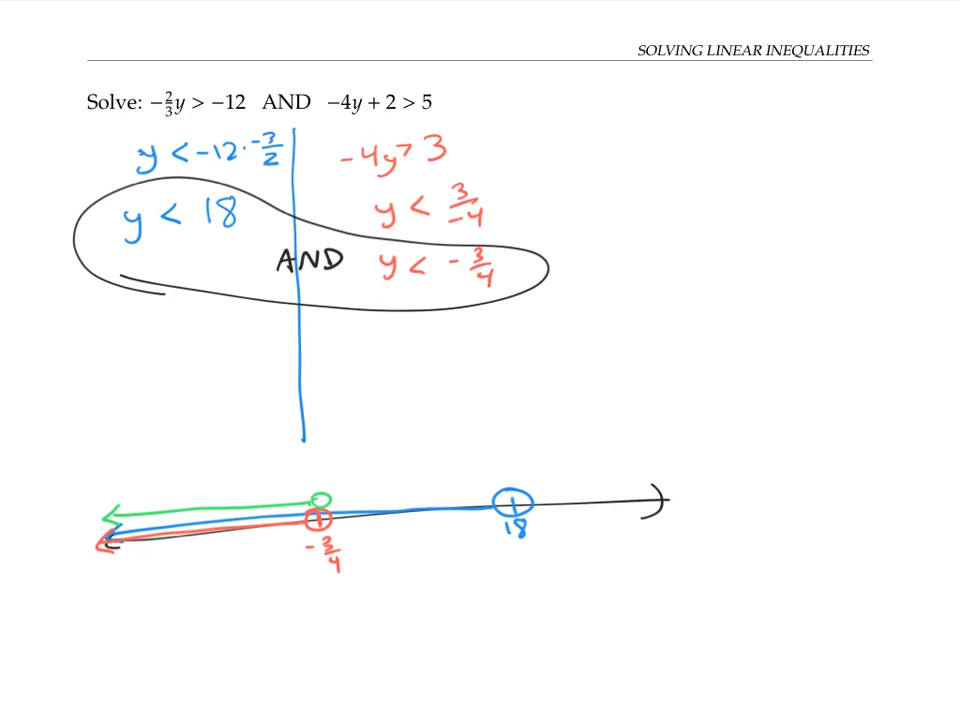 SOLVING LINEAR INEQUALITIES
Solve: −⅔y > −12 AND −4y + 2 > 5
y < -12 · -3/2
-4y > 3
y < 18
y < 3/-4
AND y < -3/4
18
-3/4